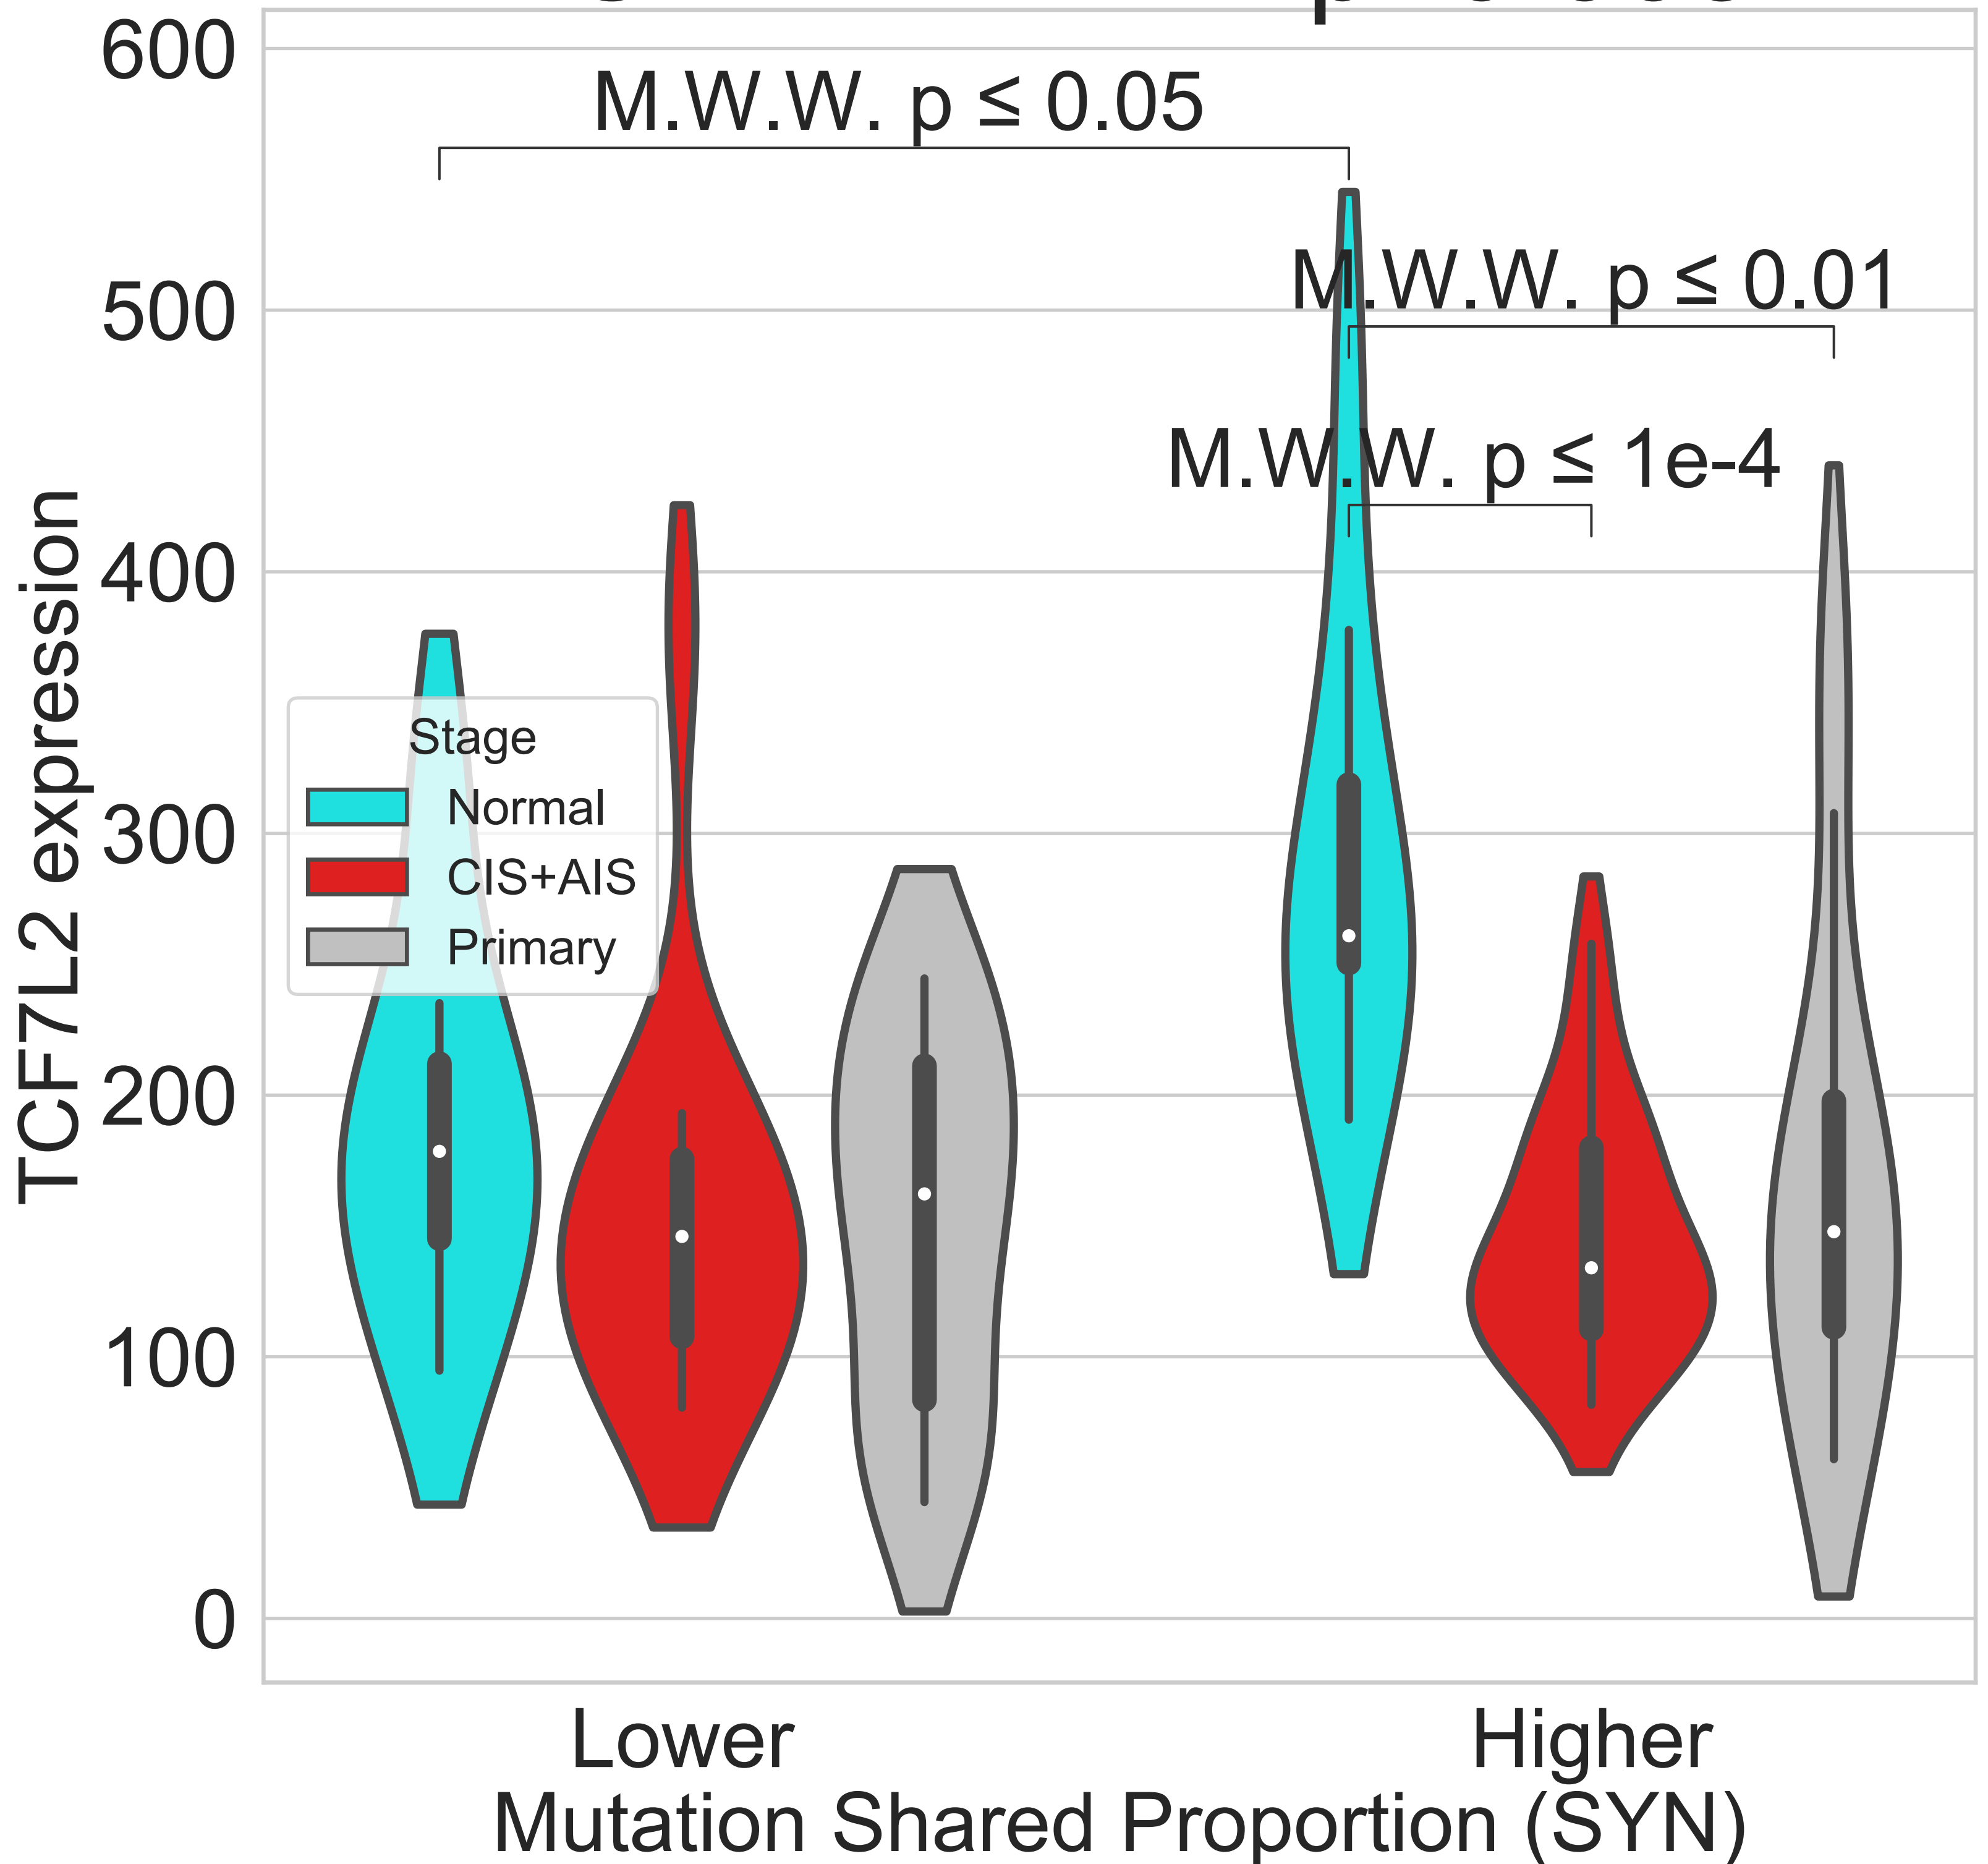 600
M.W.W. p ≤ 0.05
M.W.W. p ≤ 0.01
500
M.W.W. p ≤ 1e-4
400
TCF7L2 expression
Stage
Normal
300
CIS+AIS
Primary
200
100
0
Lower
Higher
Mutation Shared Proportion (SYN)